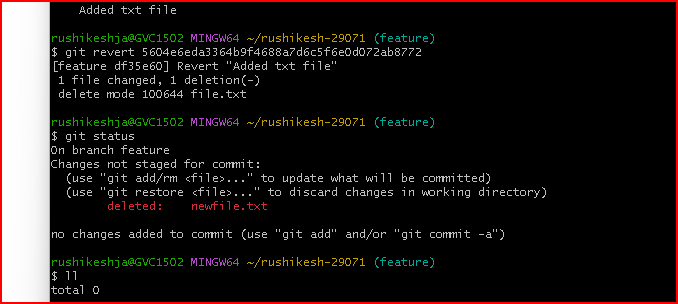 Added txt file
rushikeshja@GVC1502 MINGW64 ~/rushikesh-29071 (feature)
$ git revert 5604e6eda3364b9f4688a7d6c5f6e0d072ab8772
[feature df35e60] Revert "Added txt file"
1 file changed, 1 deletion(-)
delete mode 100644 file.txt
rushikeshja@GVC1502 MINGW64 ~/rushikesh-29071 (feature)
$ git status
On branch feature
Changes not staged for commit:
(use "git add/rm <file>..." to update what will be committed)
(use "git restore <file>..." to discard changes in working directory)
deleted: newfile.txt
no changes added to commit (use "git add" and/or "git commit -a")
rushikeshja@GVC1502 MINGW64 ~/rushikesh-29071 (feature)
$ ll
total 0